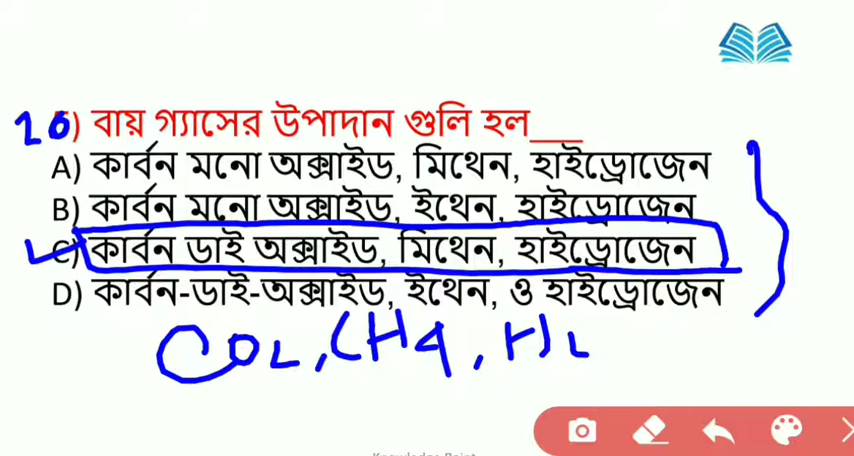 20) বায় গ্যাসের উপাদান গুলি হল___
A) কার্বন মনো অক্সাইড, মিথেন, হাইড্রোজেন
B) কার্বন মনো অক্সাইড, ইথেন, হাইড্রোজেন
C) কার্বন ডাই অক্সাইড, মিথেন, হাইড্রোজেন
D) কার্বন-ডাই-অক্সাইড, ইথেন, ও হাইড্রোজেন
CO2, CH4, H2